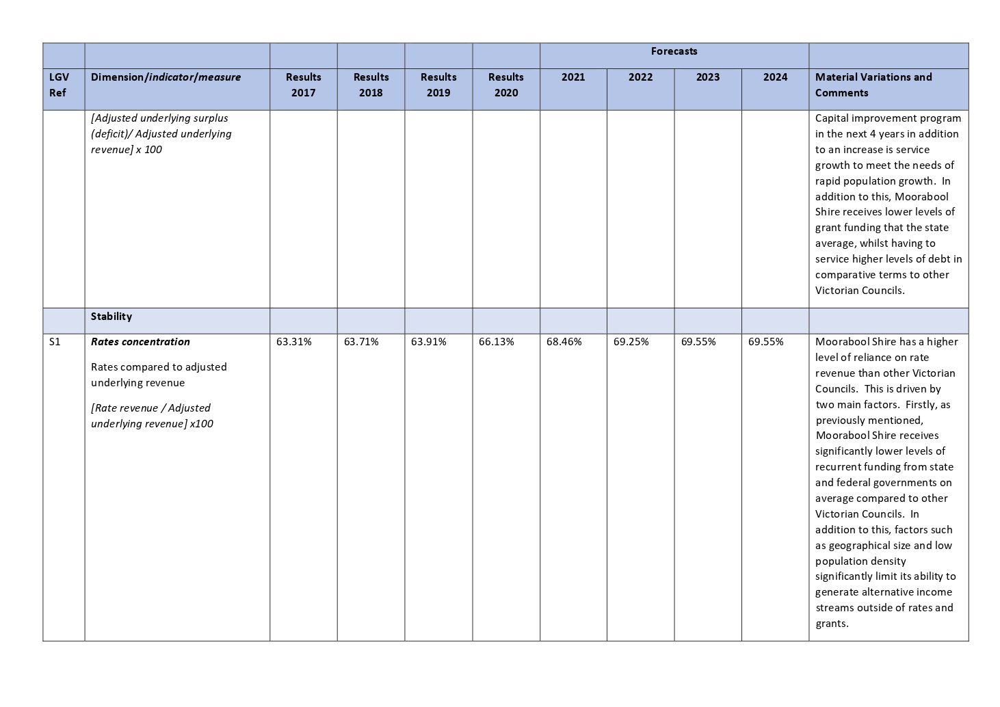 Forecasts
LGV Ref
Dimension/indicator/measure
Results 2017
Results 2018
Results 2019
Results 2020
2021
2022
2023
2024
Material Variations and
Comments
[Adjusted underlying surplus
(deficit)/ Adjusted underlying
revenue] x 100
Capital improvement program
in the next 4 years in addition
to an increase is service
growth to meet the needs of
rapid population growth.  In
addition to this, Moorabool
Shire receives lower levels of
grant funding that the state
average, whilst having to
service higher levels of debt in
comparative terms to other
Victorian Councils.
Stability
S1
Rates concentration
Rates compared to adjusted
underlying revenue
[Rate revenue / Adjusted
underlying revenue] x100
63.31%
63.71%
63.91%
66.13%
68.46%
69.25%
69.55%
69.55%
Moorabool Shire has a higher
level of reliance on rate
revenue than other Victorian
Councils.  This is driven by
two main factors.  Firstly, as
previously mentioned,
Moorabool Shire receives
significantly lower levels of
recurrent funding from state
and federal governments on
average compared to other
Victorian Councils.  In
addition to this, factors such
as geographical size and low
population density
significantly limit its ability to
generate alternative income
streams outside of rates and
grants.